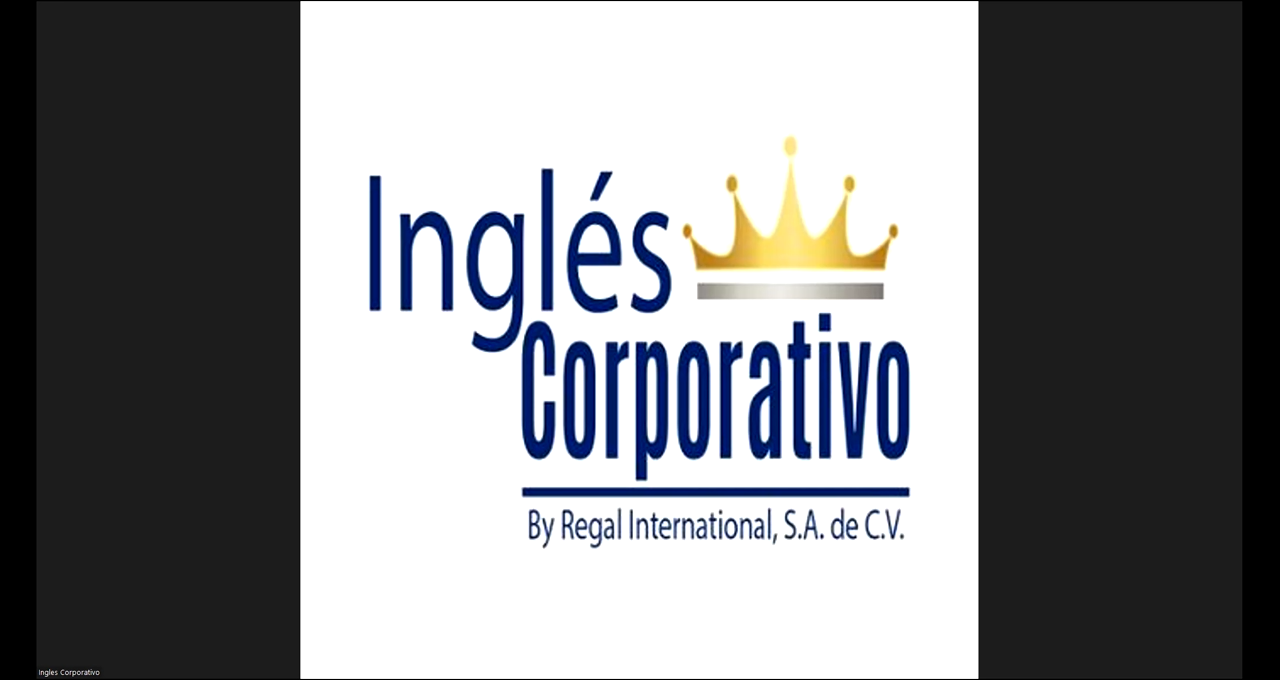 Inglés
Corporativo
By Regal International, S.A. de C.V.
Ingles Corporativo